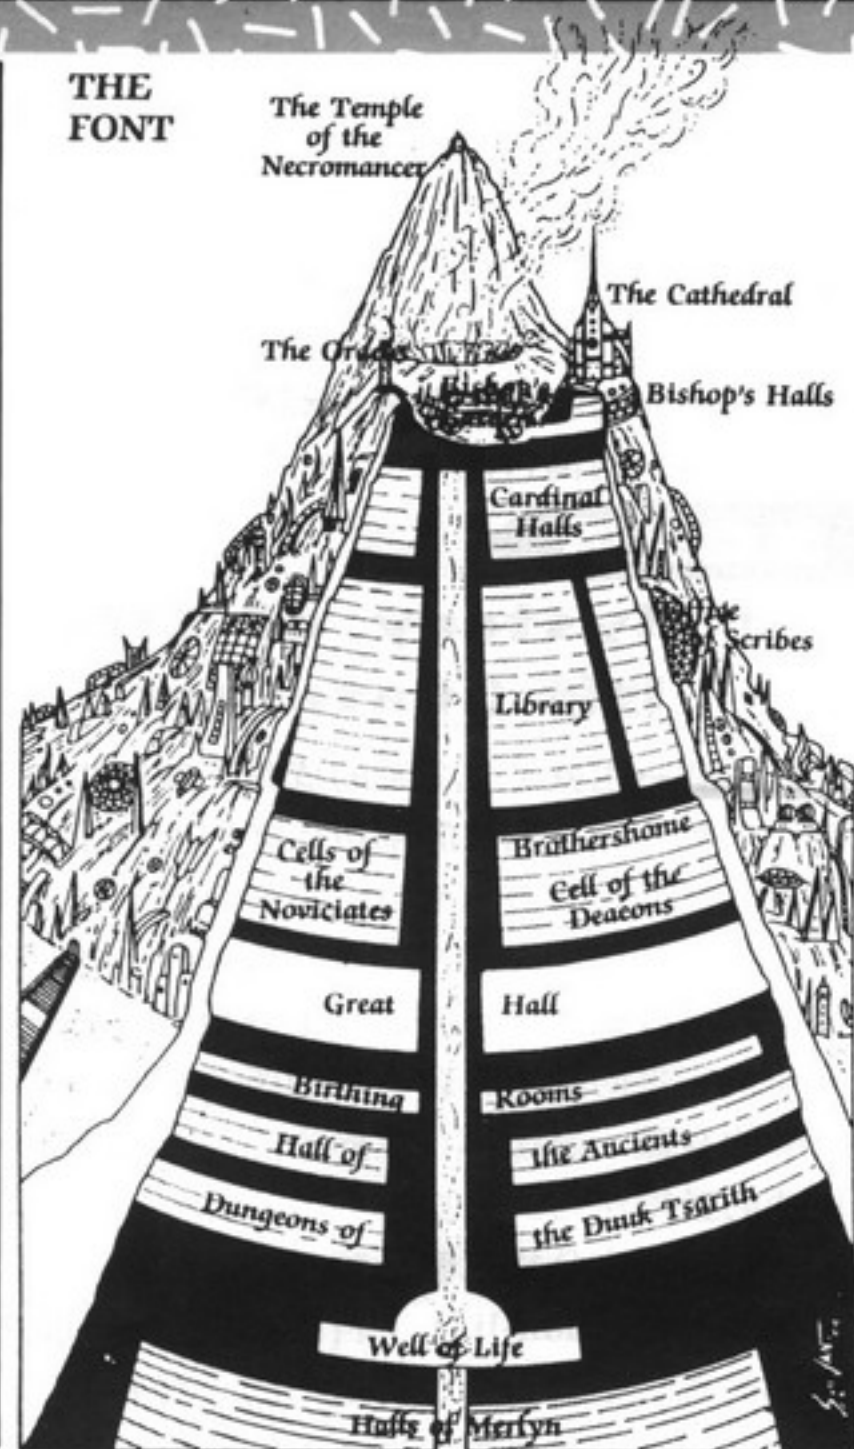 THE
FONT
The Temple
of the
Necromancer
The Cathedral
The
Bishop's Halls
Cardinal
Halls
Scribes
Library
Cells of
the
Noviciates
Brothershome
Cell of the
Deacons
Great Hall
Birthing Rooms
Hall of the Ancients
Dungeons of the Duuk Tsarith
Well of Life
Halls of Merlyn